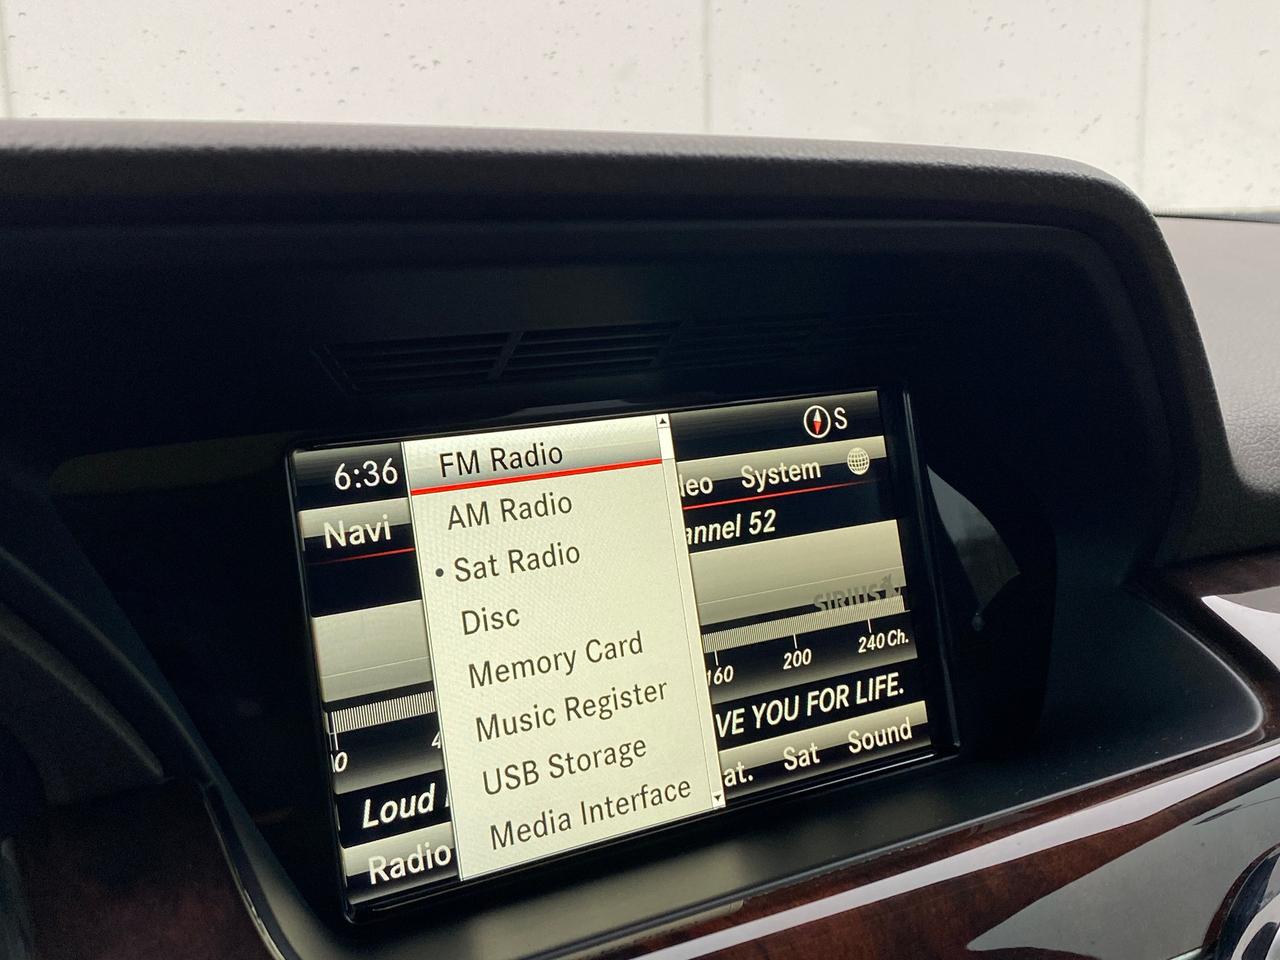 6:36
S
Navi
FM Radio
AM Radio
• Sat Radio
Disc
Memory Card
Music Register
USB Storage
Media Interface
leo System
annel 52
SIRIUS
160 200 240 Ch.
Loud
VE YOU FOR LIFE.
Radio
at. Sat Sound